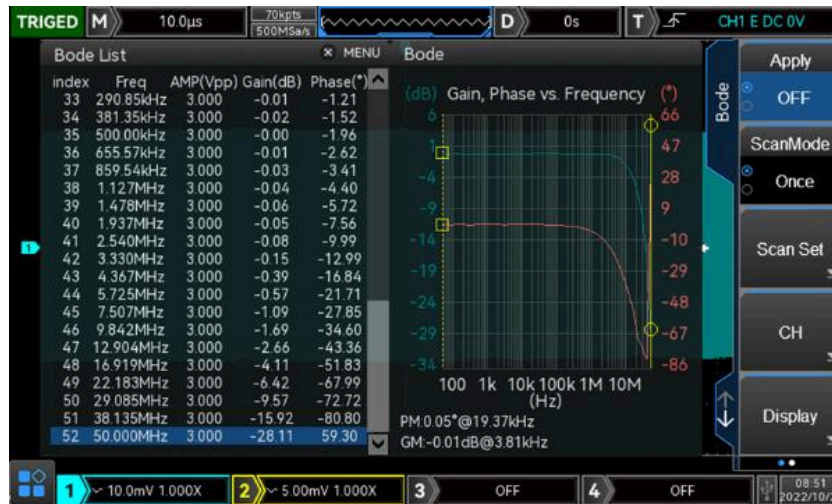 TRIGED M 10.0μs 70kpts 500MSa/s D 0s T CH1 E DC 0V
Bode List × MENU
index Freq AMP(Vpp) Gain(dB) Phase(°)
33 290.85kHz 3.000 -0.01 -1.21
34 381.35kHz 3.000 -0.02 -1.52
35 500.00kHz 3.000 -0.00 -1.96
36 655.57kHz 3.000 -0.01 -2.62
37 859.54kHz 3.000 -0.03 -3.41
38 1.127MHz 3.000 -0.04 -4.40
39 1.478MHz 3.000 -0.06 -5.72
40 1.937MHz 3.000 -0.05 -7.56
41 2.540MHz 3.000 -0.08 -9.99
42 3.330MHz 3.000 -0.15 -12.99
43 4.367MHz 3.000 -0.39 -16.84
44 5.725MHz 3.000 -0.57 -21.71
45 7.507MHz 3.000 -1.09 -27.85
46 9.842MHz 3.000 -1.69 -34.60
47 12.904MHz 3.000 -2.66 -43.36
48 16.919MHz 3.000 -4.11 -51.83
49 22.183MHz 3.000 -6.42 -67.99
50 29.085MHz 3.000 -9.57 -72.72
51 38.135MHz 3.000 -15.92 -80.80
52 50.000MHz 3.000 -28.11 59.30
Bode
(dB) Gain, Phase vs. Frequency (°)
6 66
1 47
-4 28
-9 9
-14 -10
-19 -29
-24 -48
-29 -67
-34 -86
100 1k 10k 100k 1M 10M
(Hz)
PM:0.05°@19.37kHz
GM:-0.01dB@3.81kHz
Bode
Apply
OFF
ScanMode
Once
Scan Set
CH
Display
1
1 10.0mV 1.000X 2 5.00mV 1.000X 3 OFF 4 OFF
08:51